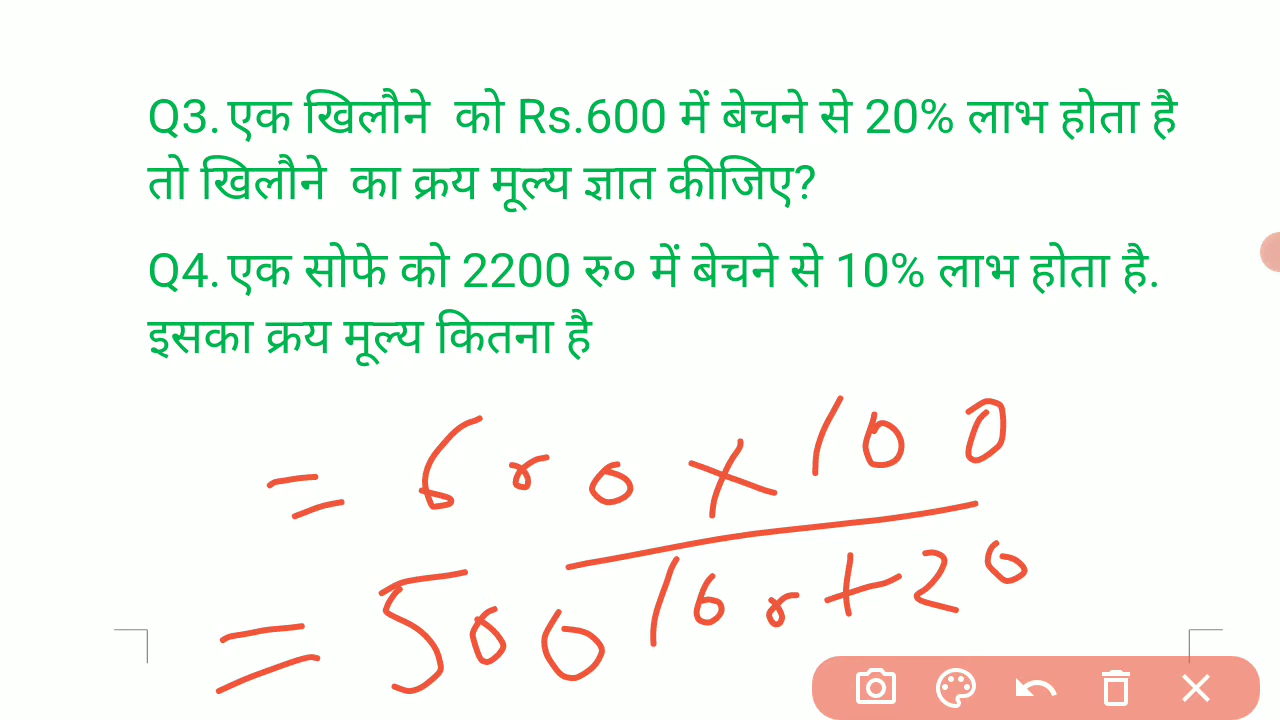 Q3. एक खिलौने को Rs.600 में बेचने से 20% लाभ होता है
तो खिलौने का क्रय मूल्य ज्ञात कीजिए?
Q4. एक सोफे को 2200 रु० में बेचने से 10% लाभ होता है.
इसका क्रय मूल्य कितना है
= 600 × 100
100 + 20
= 500